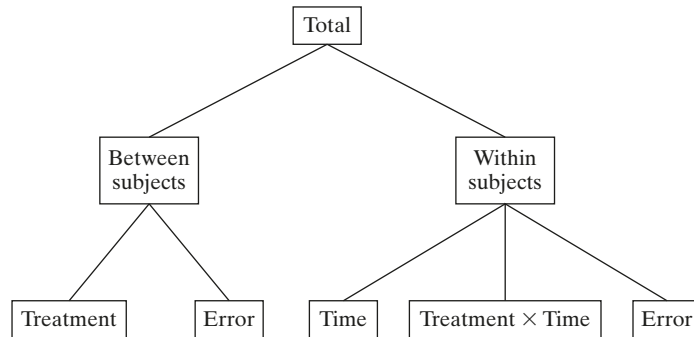 Total
Between
subjects
Within
subjects
Treatment
Error
Time
Treatment × Time
Error